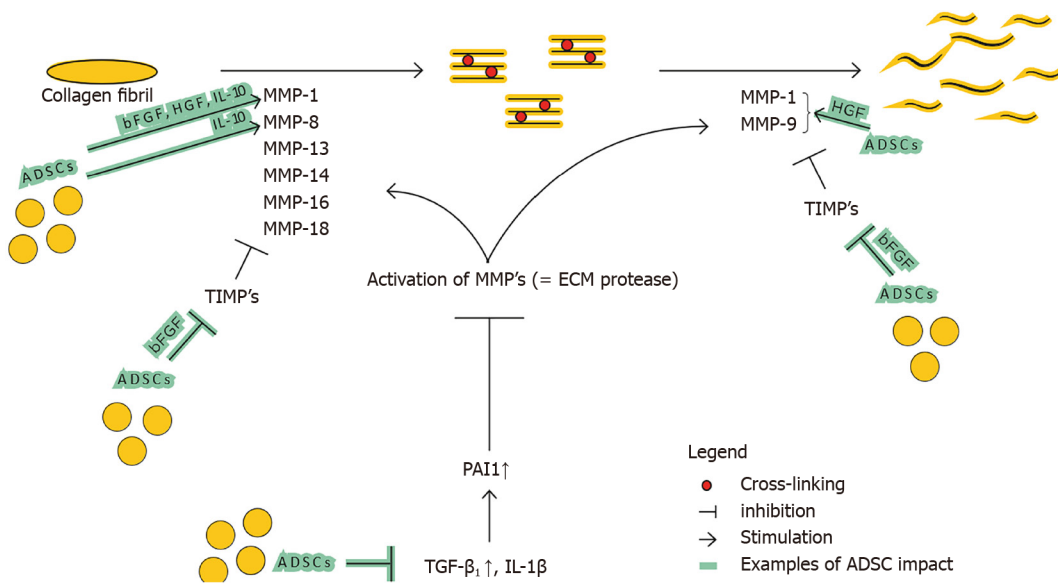 Collagen fibril
bFGF, HGF, IL-10
IL-10
ADSCs
MMP-1
MMP-8
MMP-13
MMP-14
MMP-16
MMP-18
TIMP's
bFGF
ADSCs
MMP-1
MMP-9
HGF
ADSCs
TIMP's
bFGF
ADSCs
Activation of MMP's (= ECM protease)
PAI1↑
ADSCs
TGF-β₁↑, IL-1β
Legend
Cross-linking
inhibition
Stimulation
Examples of ADSC impact